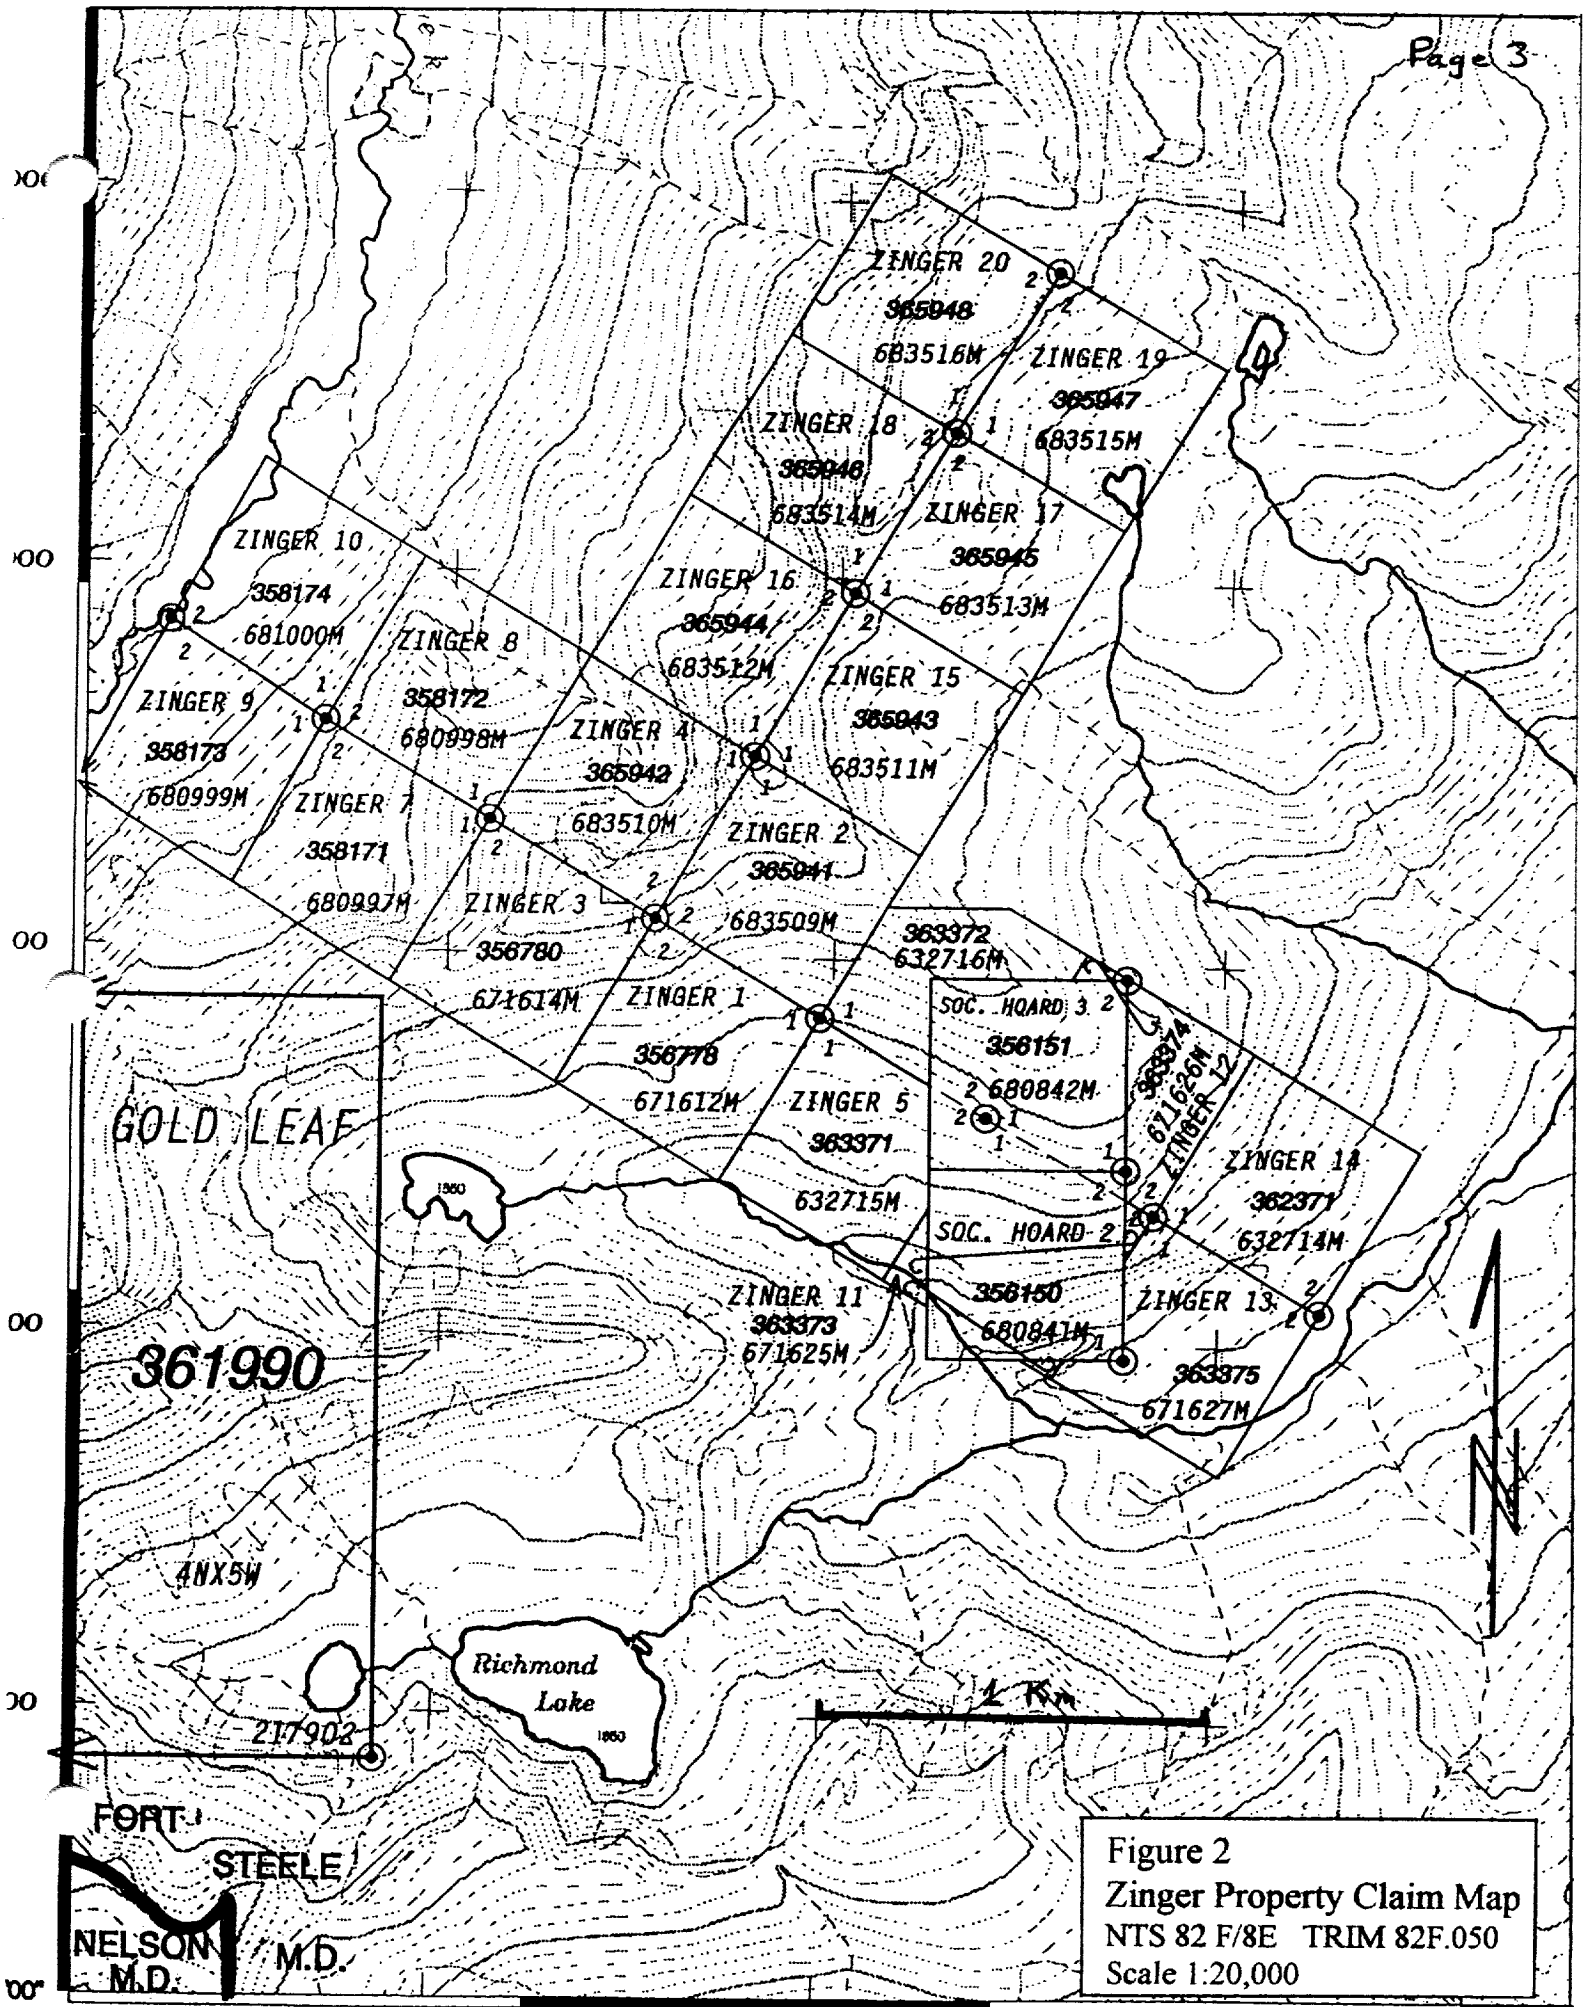 Page 3
ZINGER 20
365948
683516M
ZINGER 19
365947
683515M
ZINGER 18
365946
683514M
ZINGER 17
365945
683513M
ZINGER 16
365944
683512M
ZINGER 15
365943
683511M
ZINGER 10
358174
681000M
ZINGER 8
358172
680998M
ZINGER 9
358173
680999M
ZINGER 7
358171
680997M
ZINGER 4
365942
683510M
ZINGER 2
365941
683509M
ZINGER 3
356780
671614M
ZINGER 1
356778
671612M
ZINGER 5
363371
632715M
363372
632716M
SOC. HOARD 3
356151
680842M
363374
671626M
ZINGER 12
ZINGER 14
362371
632714M
SOC. HOARD 2
356150
680841M
ZINGER 13
363375
671627M
ZINGER 11
363373
671625M
GOLD LEAF
361990
4NX5W
217902
1860
Richmond
Lake
1860
1 Km
N
FORT
STEELE
M.D.
NELSON
M.D.
Figure 2
Zinger Property Claim Map
NTS 82 F/8E TRIM 82F.050
Scale 1:20,000